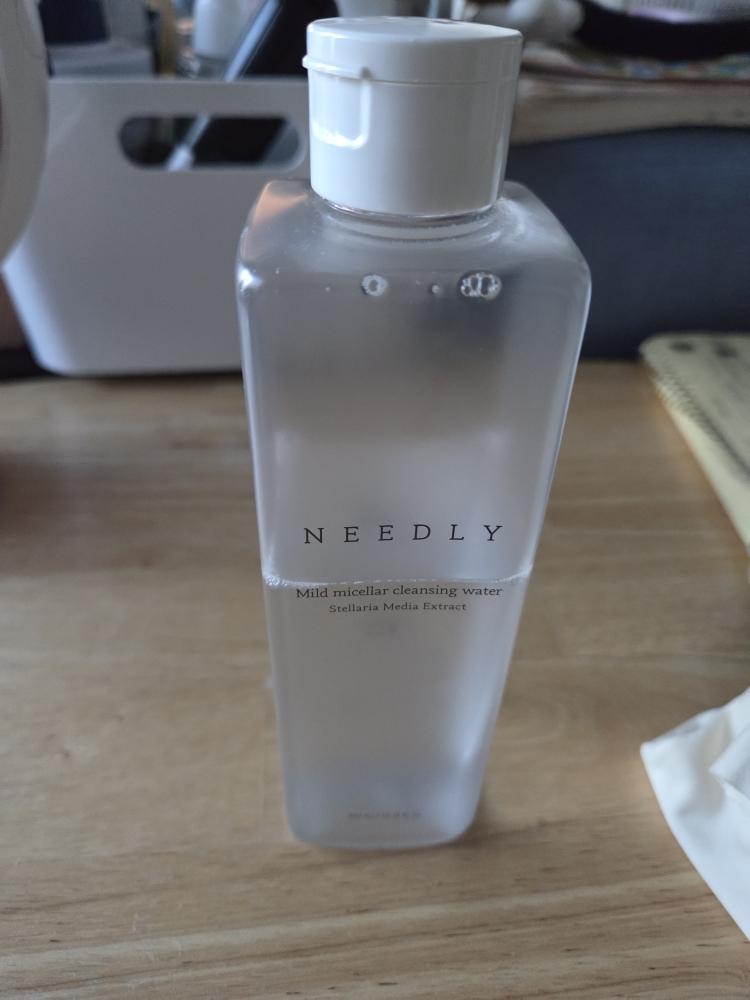 NEEDLY
Mild micellar cleansing water
Stellaria Media Extract